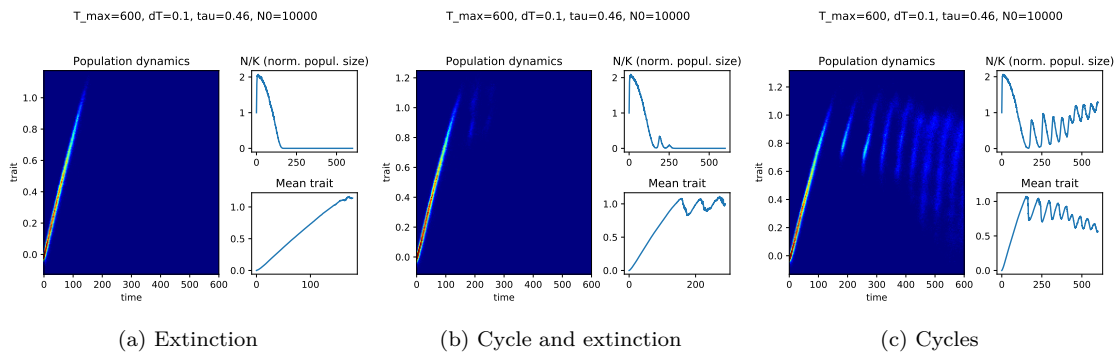 T_max=600, dT=0.1, tau=0.46, N0=10000
Population dynamics
N/K (norm. popul. size)
trait
1.0
0.8
0.6
0.4
0.2
0.0
0 100 200 300 400 500 600
time
2
1
0
0 250 500
Mean trait
1.0
0.5
0.0
0 100
time
(a) Extinction
T_max=600, dT=0.1, tau=0.46, N0=10000
Population dynamics
N/K (norm. popul. size)
trait
1.2
1.0
0.8
0.6
0.4
0.2
0.0
0 100 200 300 400 500 600
time
2
1
0
0 250 500
Mean trait
1.0
0.5
0.0
0 200
time
(b) Cycle and extinction
T_max=600, dT=0.1, tau=0.46, N0=10000
Population dynamics
N/K (norm. popul. size)
trait
1.2
1.0
0.8
0.6
0.4
0.2
0.0
0 100 200 300 400 500 600
time
2
1
0
0 250 500
Mean trait
1.0
0.5
0.0
0 250 500
time
(c) Cycles